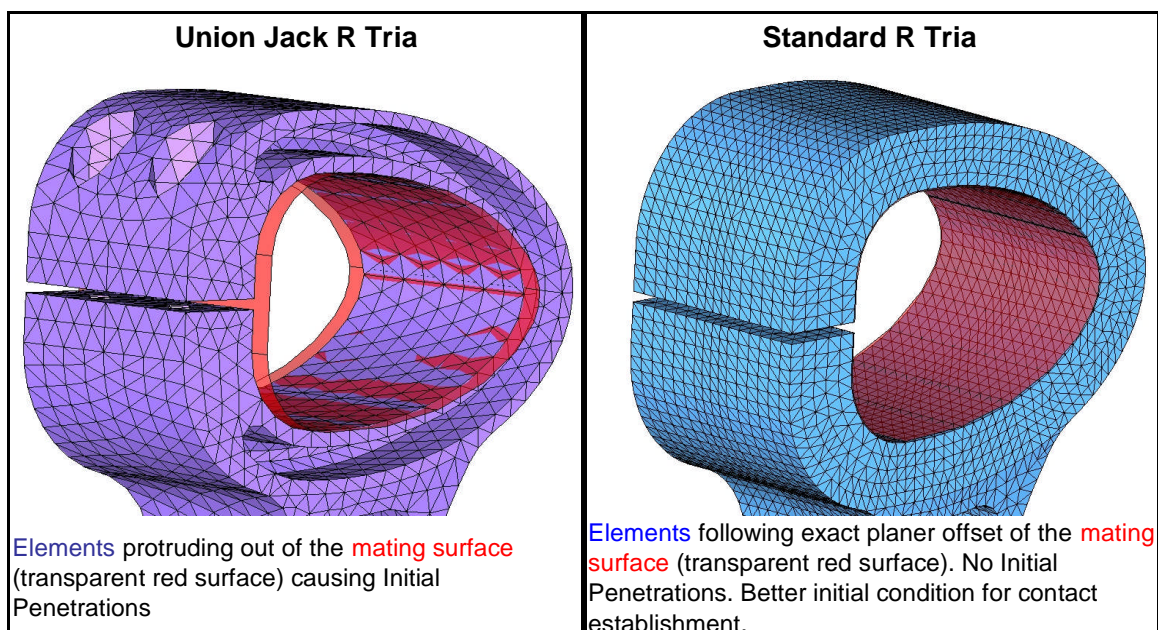 Union Jack R Tria
Elements protruding out of the mating surface
(transparent red surface) causing Initial
Penetrations
Standard R Tria
Elements following exact planer offset of the mating
surface (transparent red surface). No Initial
Penetrations. Better initial condition for contact
establishment.